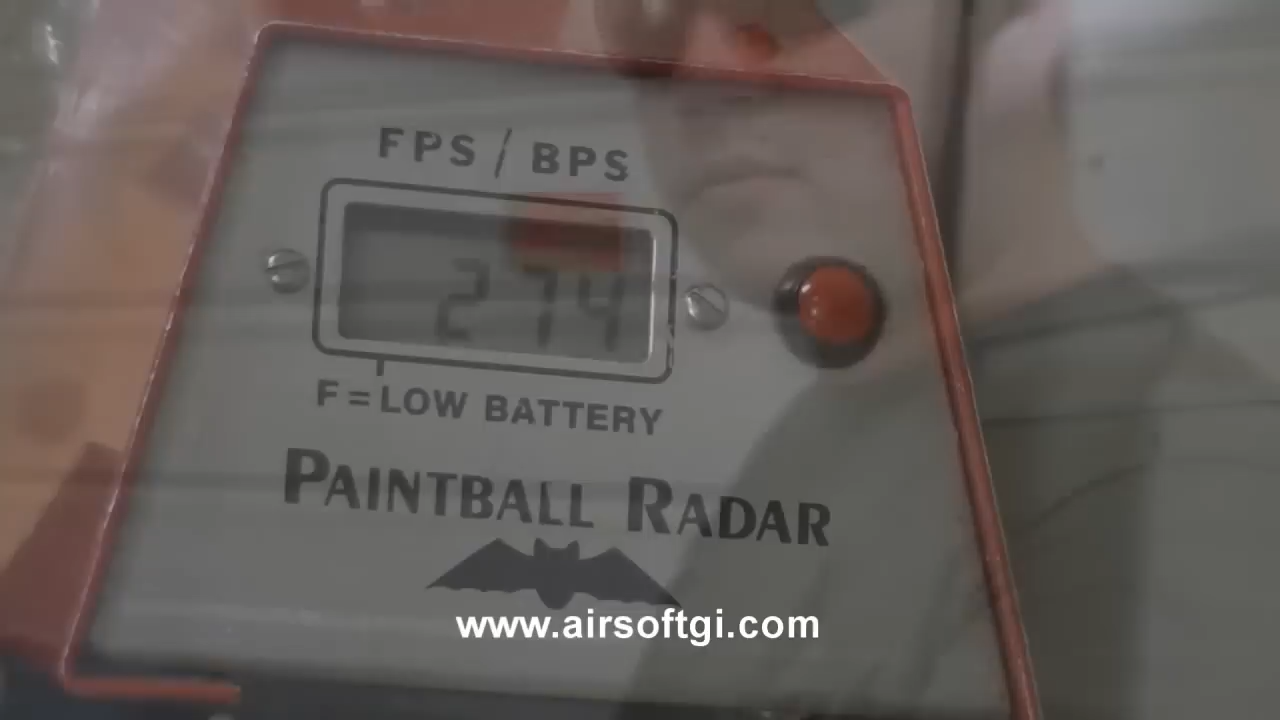 FPS / BPS
274
F = LOW BATTERY
PAINTBALL RADAR
www.airsoftgi.com